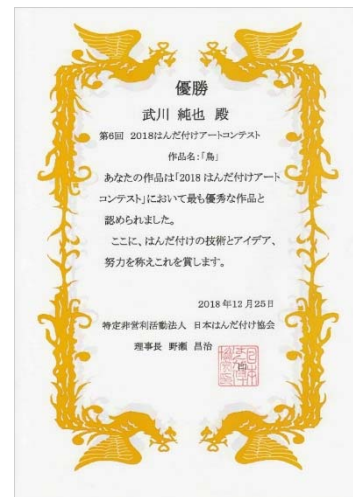 優勝
武川 純也 殿
第6回 2018はんだ付けアートコンテスト
作品名:「鳥」
あなたの作品は「2018 はんだ付けアート
コンテスト」において最も優秀な作品と
認められました。
ここに、はんだ付けの技術とアイデア、
努力を称えこれを賞します。
2018年12月25日
特定非営利活動法人 日本はんだ付け協会
理事長 野瀬 昌治